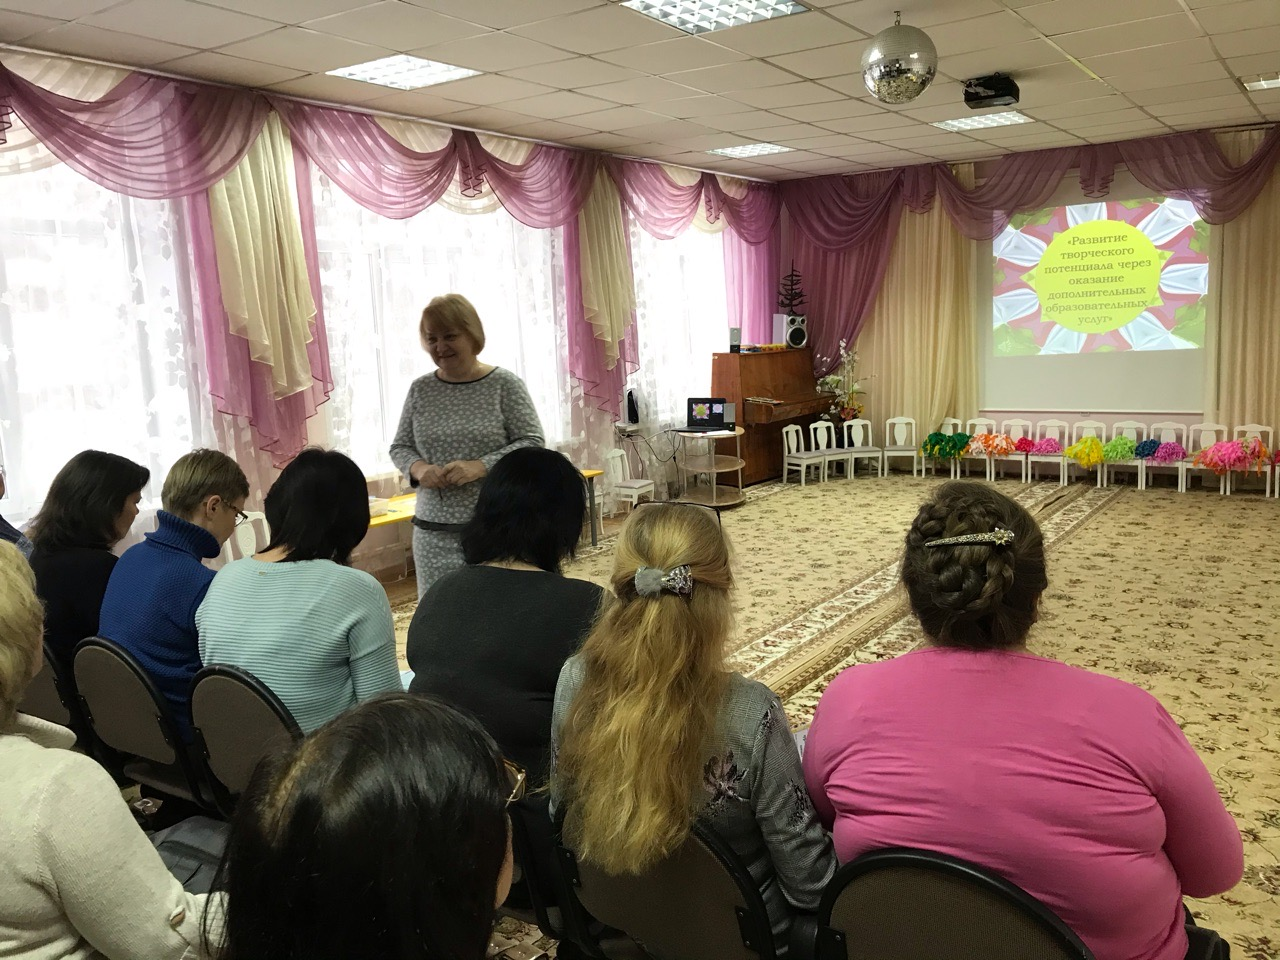 «Развитие
творческого
потенциала через
оказание
дополнительных
образовательных
услуг»